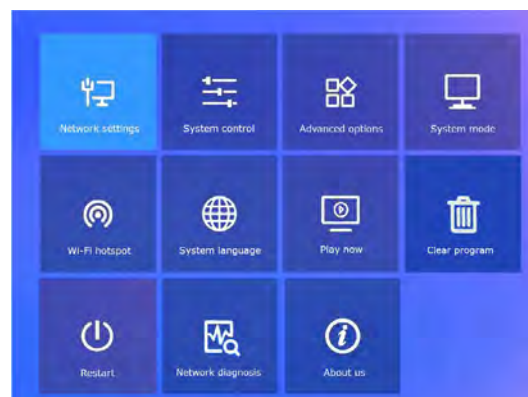 Network settings
System control
Advanced options
System mode
Wi-Fi hotspot
System language
Play now
Clear program
Restart
Network diagnosis
About us